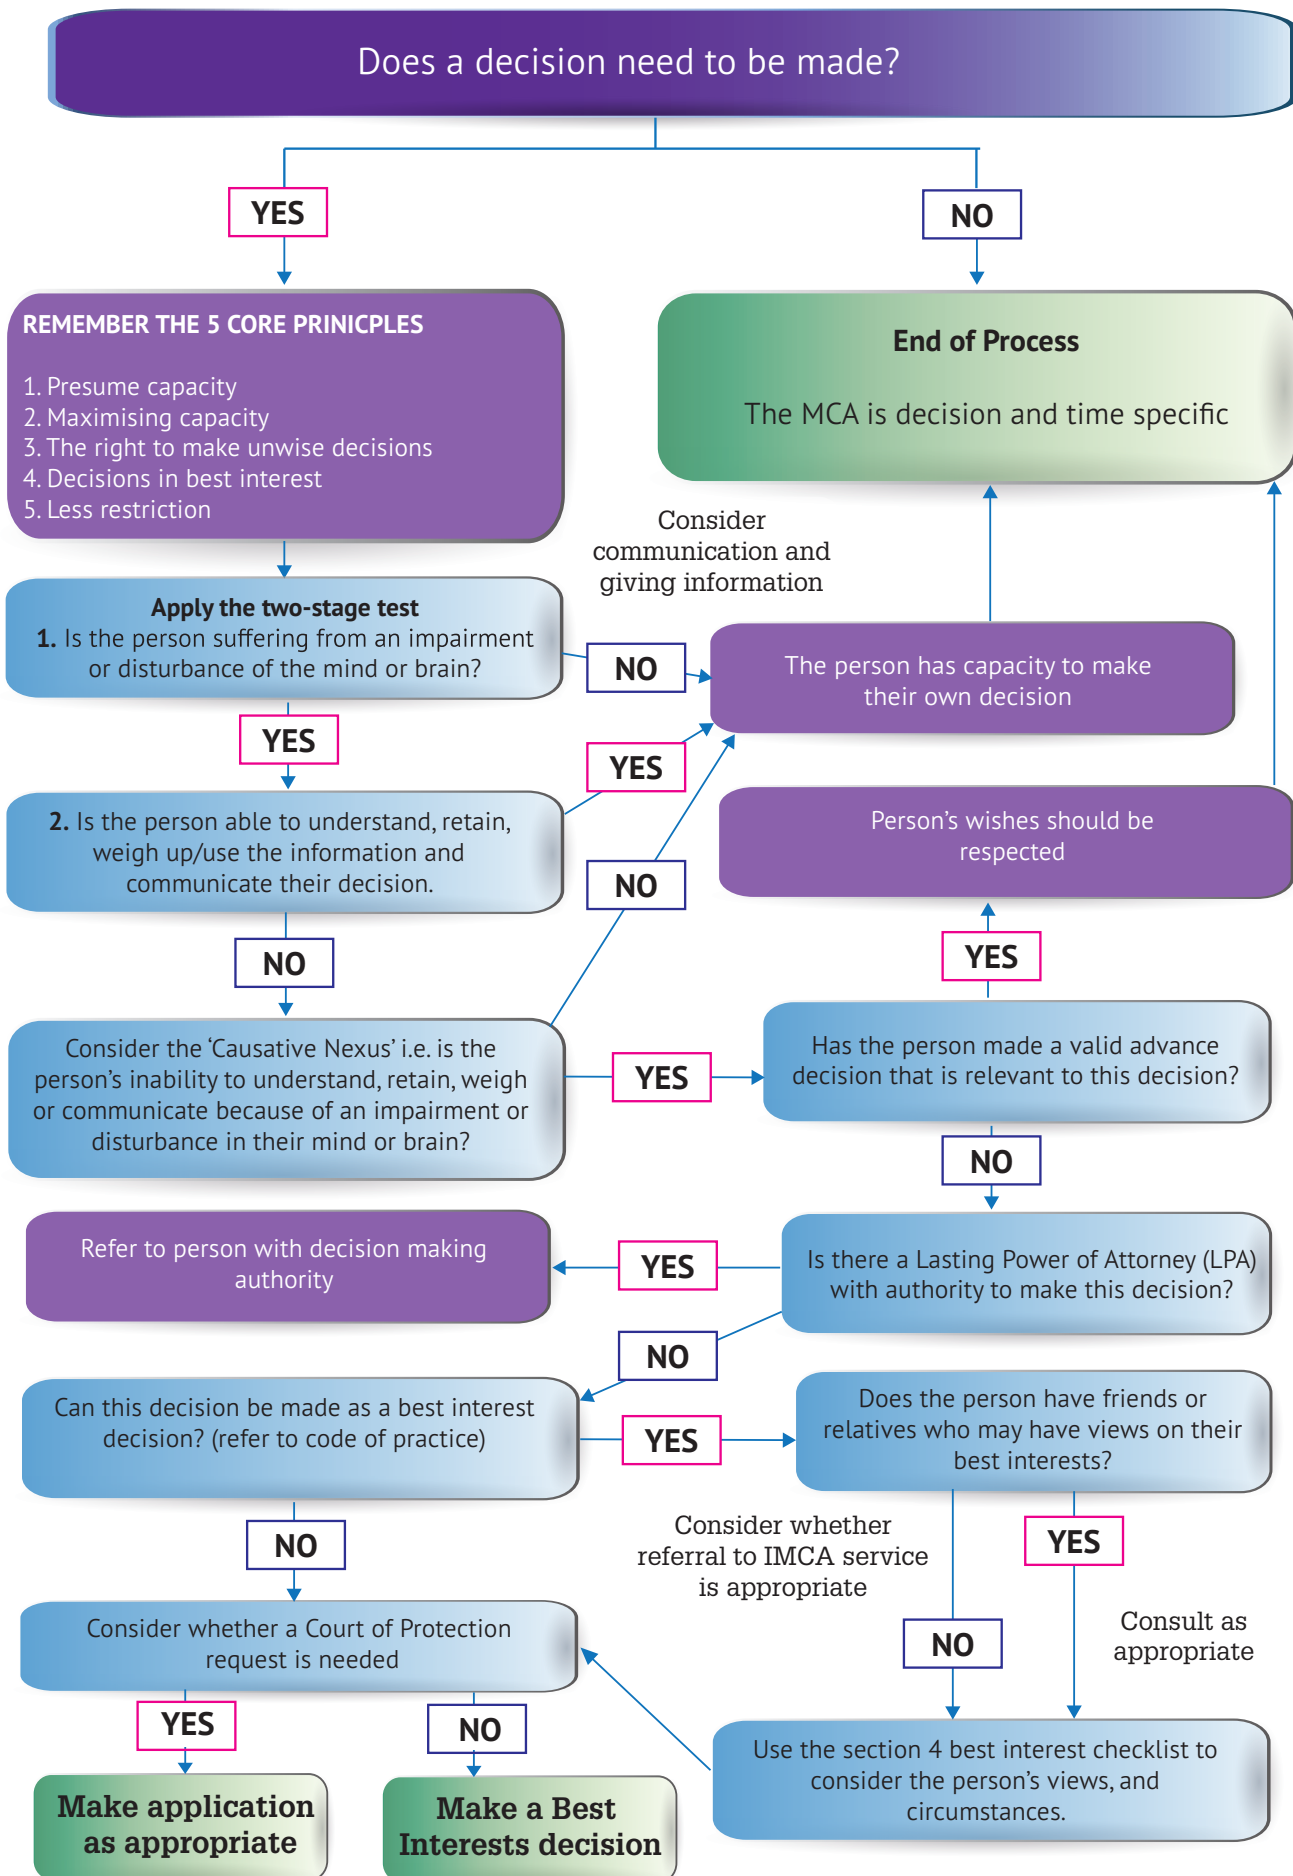 Does a decision need to be made?
YES
NO
REMEMBER THE 5 CORE PRINICPLES
1. Presume capacity
2. Maximising capacity
3. The right to make unwise decisions
4. Decisions in best interest
5. Less restriction
End of Process
The MCA is decision and time specific
Consider
communication and
giving information
Apply the two-stage test
1. Is the person suffering from an impairment
or disturbance of the mind or brain?
NO
The person has capacity to make
their own decision
YES
YES
2. Is the person able to understand, retain,
weigh up/use the information and
communicate their decision.
NO
Person's wishes should be
respected
NO
YES
Consider the 'Causative Nexus' i.e. is the
person's inability to understand, retain, weigh
or communicate because of an impairment or
disturbance in their mind or brain?
YES
Has the person made a valid advance
decision that is relevant to this decision?
NO
Refer to person with decision making
authority
YES
Is there a Lasting Power of Attorney (LPA)
with authority to make this decision?
NO
Can this decision be made as a best interest
decision? (refer to code of practice)
YES
Does the person have friends or
relatives who may have views on their
best interests?
NO
Consider whether
referral to IMCA service
is appropriate
YES
NO
Consult as
appropriate
Consider whether a Court of Protection
request is needed
YES
NO
Use the section 4 best interest checklist to
consider the person's views, and
circumstances.
Make application
as appropriate
Make a Best
Interests decision